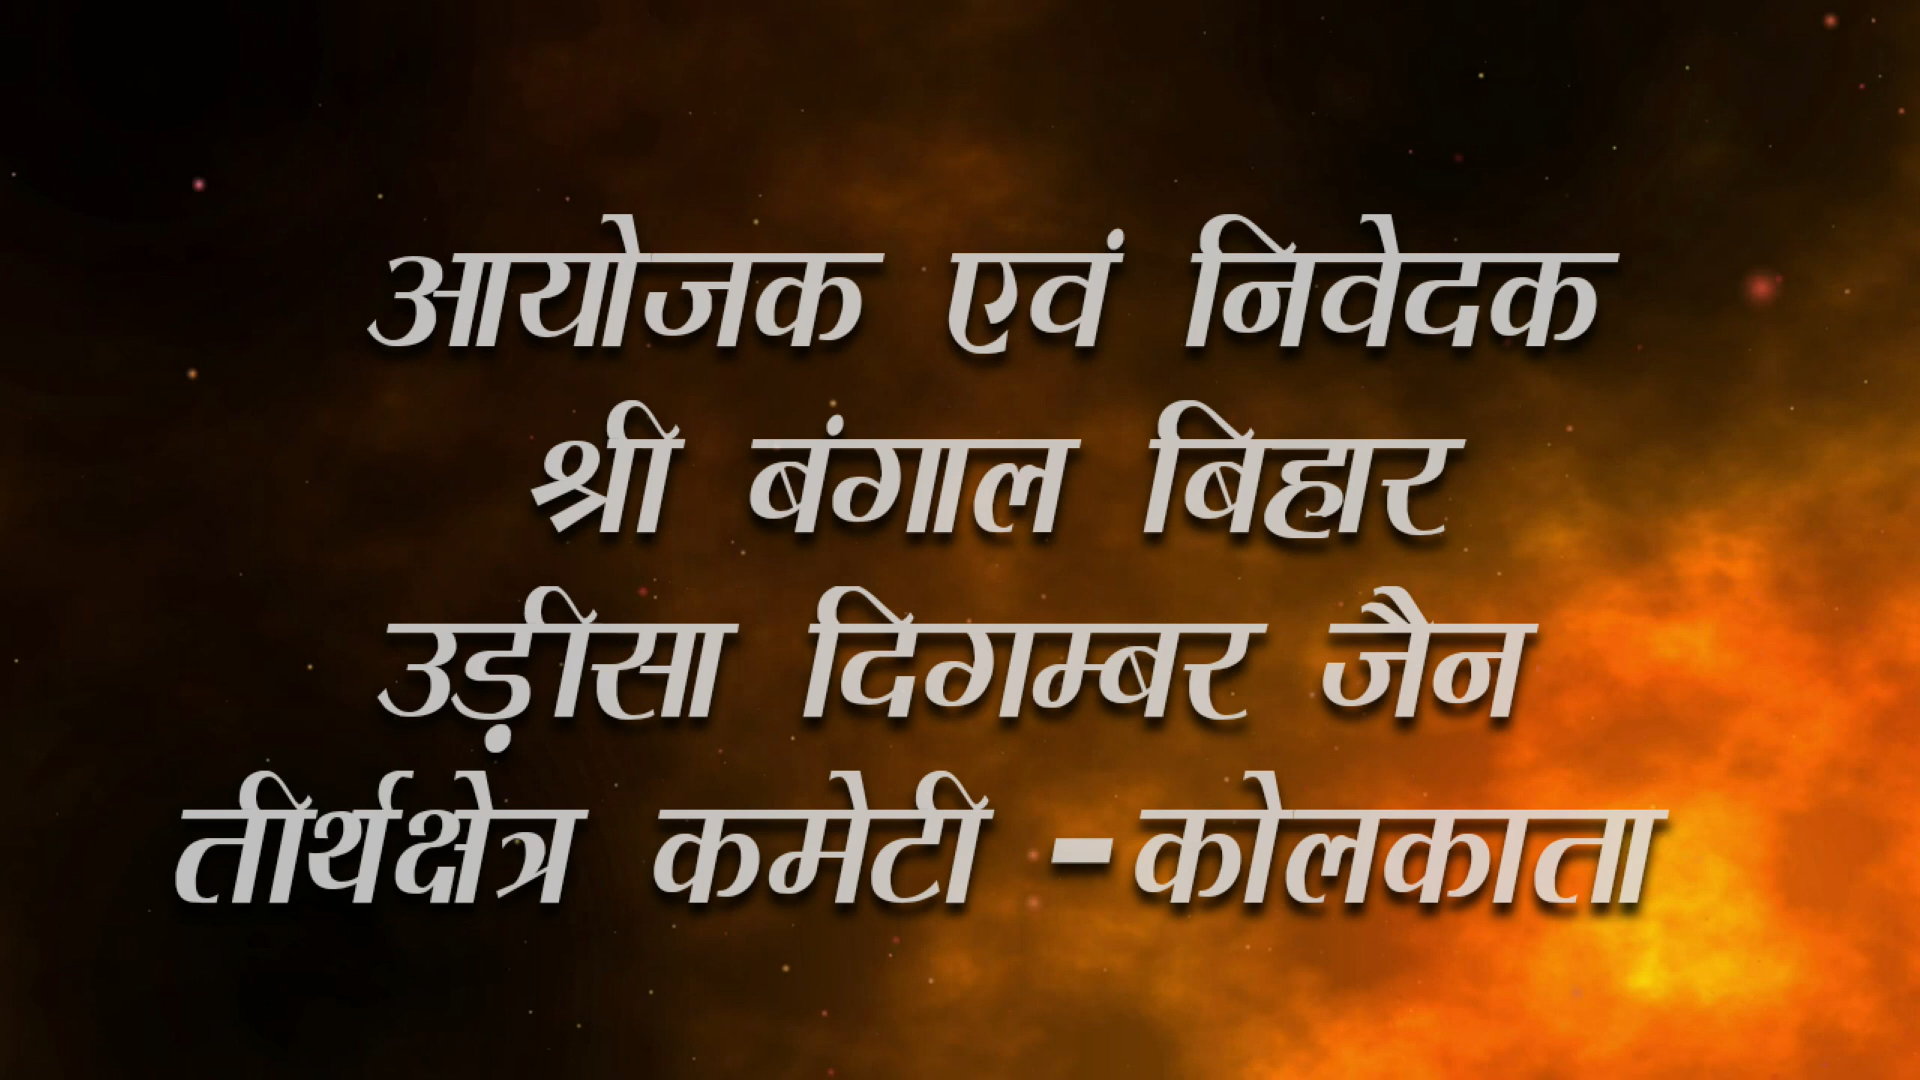 आयोजक एवं निवेदक
श्री बंगाल बिहार
उड़ीसा दिगम्बर जैन
तीर्थक्षेत्र कमेटी -कोलकाता